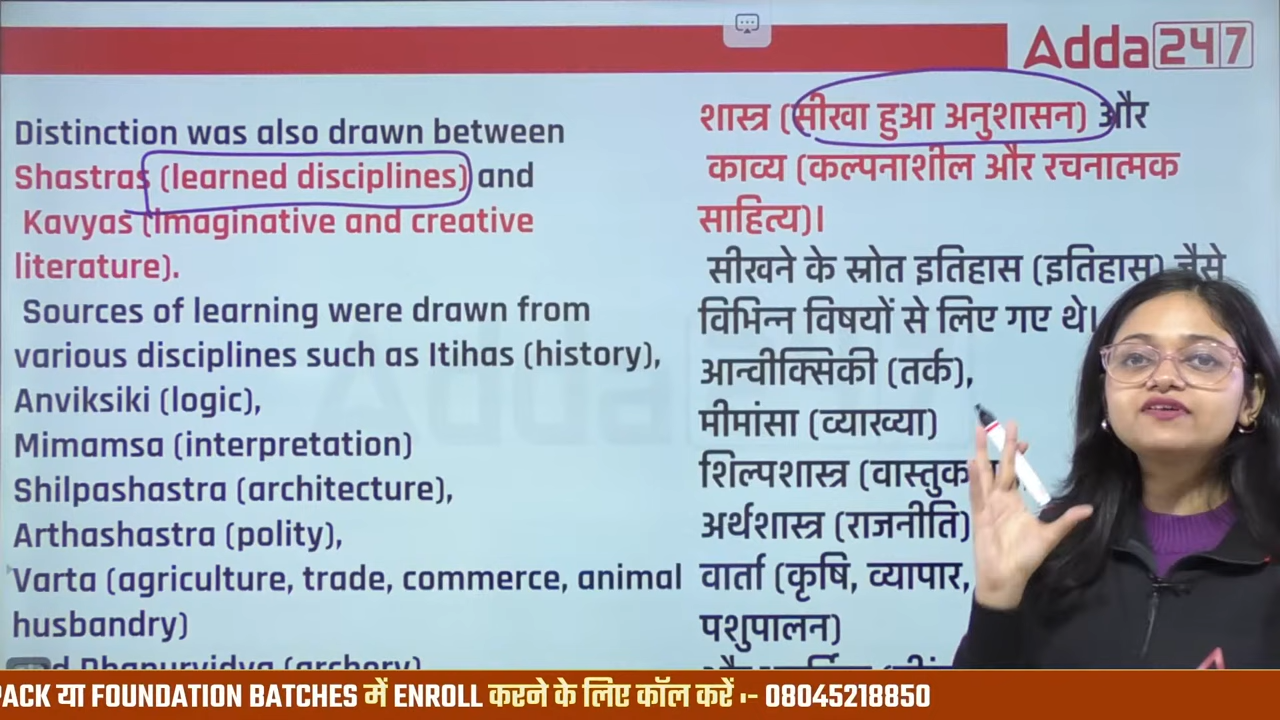 Adda247
Distinction was also drawn between
Shastras (learned disciplines) and
Kavyas (Imaginative and creative
literature).
Sources of learning were drawn from
various disciplines such as Itihas (history),
Anviksiki (logic),
Mimamsa (interpretation)
Shilpashastra (architecture),
Arthashastra (polity),
Varta (agriculture, trade, commerce, animal
husbandry)
Dhanurvidya (archery)
शास्त्र (सीखा हुआ अनुशासन) और
काव्य (कल्पनाशील और रचनात्मक
साहित्य)।
सीखने के स्रोत इतिहास (इतिहास) जैसे
विभिन्न विषयों से लिए गए थे।
आन्वीक्सिकी (तर्क),
मीमांसा (व्याख्या)
शिल्पशास्त्र
अर्थशास्त्र (राजनीति)
वार्ता (कृषि, व्यापार,
पशुपालन)
PACK या FOUNDATION BATCHES में ENROLL करने के लिए कॉल करें :- 08045218850